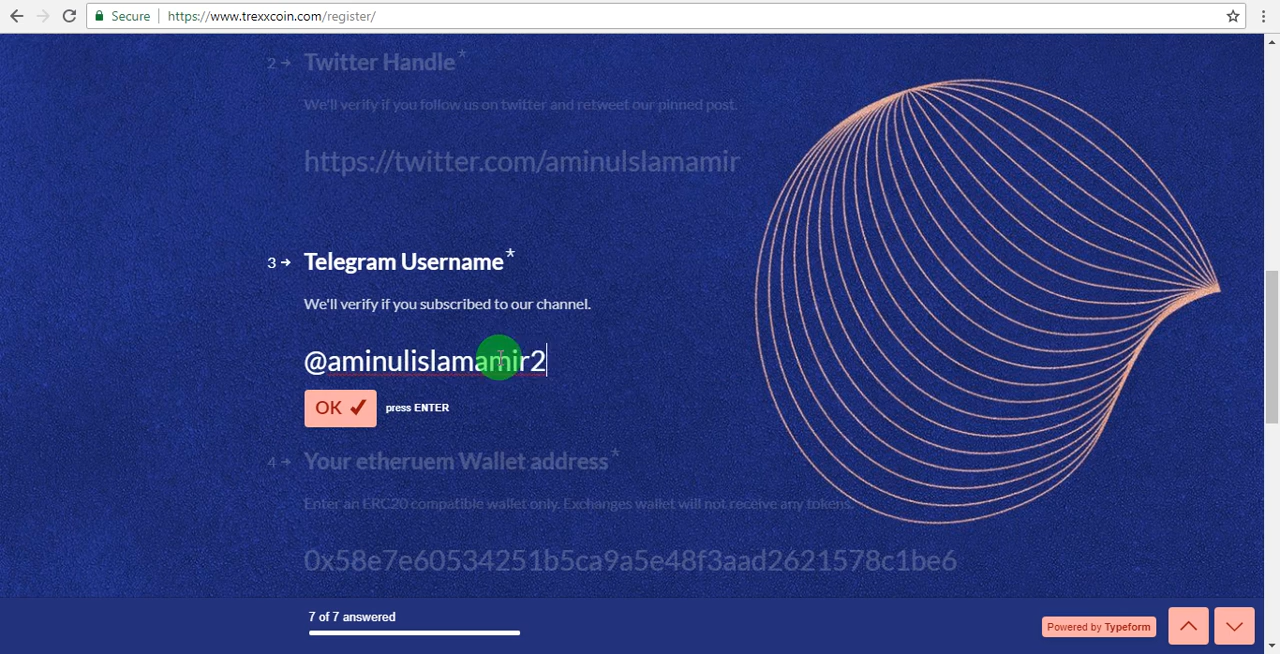 Secure https://www.trexxcoin.com/register/
2 → Twitter Handle*
We'll verify if you follow us on twitter and retweet our pinned post.
https://twitter.com/aminulslamamir
3 → Telegram Username*
We'll verify if you subscribed to our channel.
@aminulislamamir2
OK press ENTER
4 → Your etheruem Wallet address*
Enter an ERC20 compatible wallet only. Exchanges wallet will not receive any tokens.
0x58e7e60534251b5ca9a5e48f3aad2621578c1be6
7 of 7 answered
Powered by Typeform